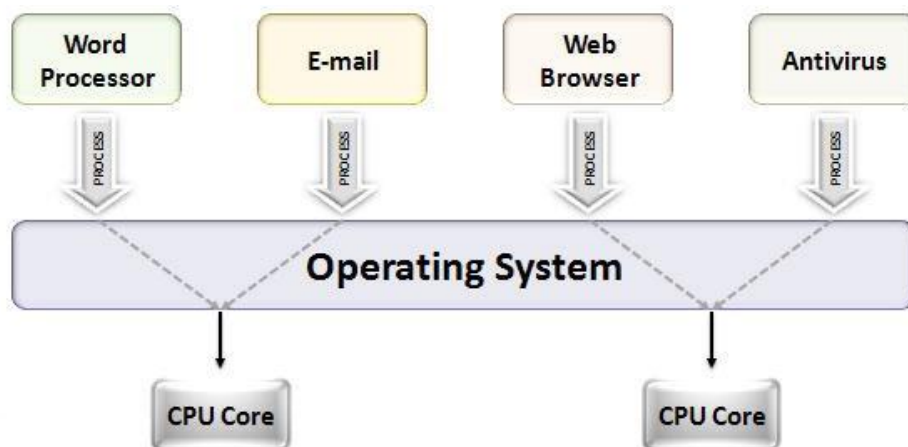 Word
Processor
E-mail
Web
Browser
Antivirus
PROCESS
PROCESS
PROCESS
PROCESS
Operating System
CPU Core
CPU Core